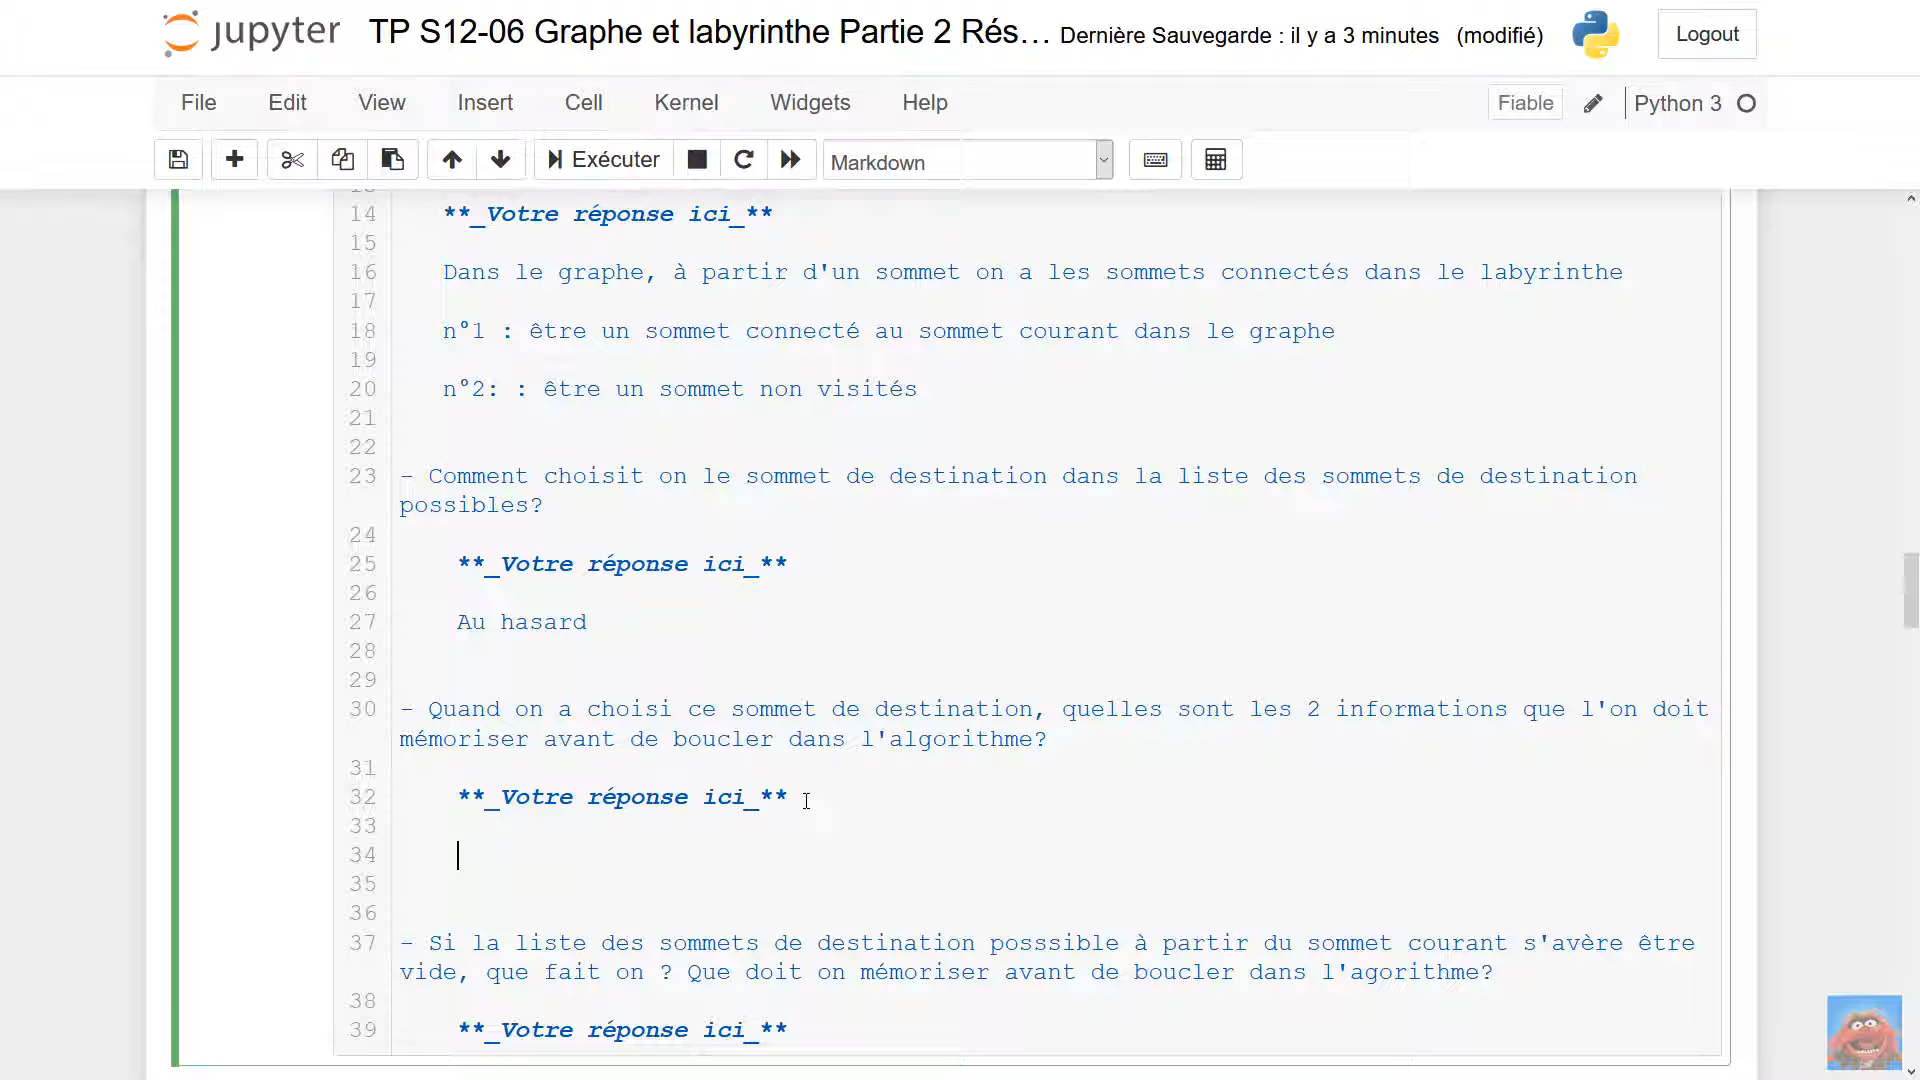 jupyter TP S12-06 Graphe et labyrinthe Partie 2 Rés... Dernière Sauvegarde : il y a 3 minutes (modifié) Logout
File Edit View Insert Cell Kernel Widgets Help Fiable Python 3
Exécuter Markdown
14 **_Votre réponse ici_**
15
16 Dans le graphe, à partir d'un sommet on a les sommets connectés dans le labyrinthe
17
18 n°1 : être un sommet connecté au sommet courant dans le graphe
19
20 n°2: : être un sommet non visités
21
22
23 - Comment choisit on le sommet de destination dans la liste des sommets de destination
possibles?
24
25 **_Votre réponse ici_**
26
27 Au hasard
28
29
30 - Quand on a choisi ce sommet de destination, quelles sont les 2 informations que l'on doit
mémoriser avant de boucler dans l'algorithme?
31
32 **_Votre réponse ici_**
33
34
35
36
37 - Si la liste des sommets de destination posssible à partir du sommet courant s'avère être
vide, que fait on ? Que doit on mémoriser avant de boucler dans l'agorithme?
38
39 **_Votre réponse ici_**